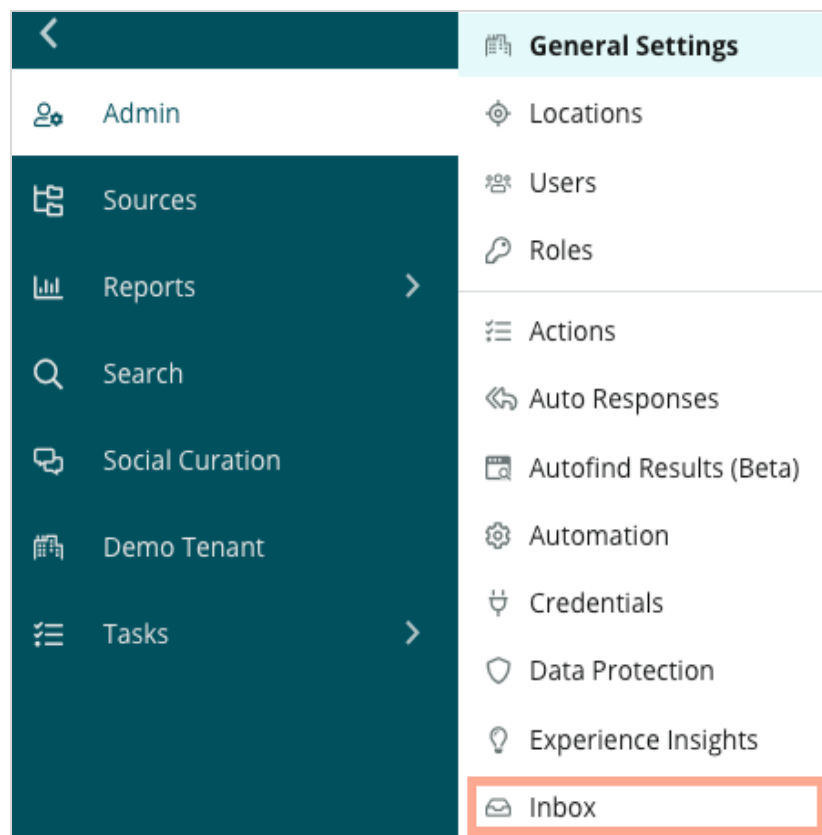 Admin
Sources
Reports
Search
Social Curation
Demo Tenant
Tasks
General Settings
Locations
Users
Roles
Actions
Auto Responses
Autofind Results (Beta)
Automation
Credentials
Data Protection
Experience Insights
Inbox